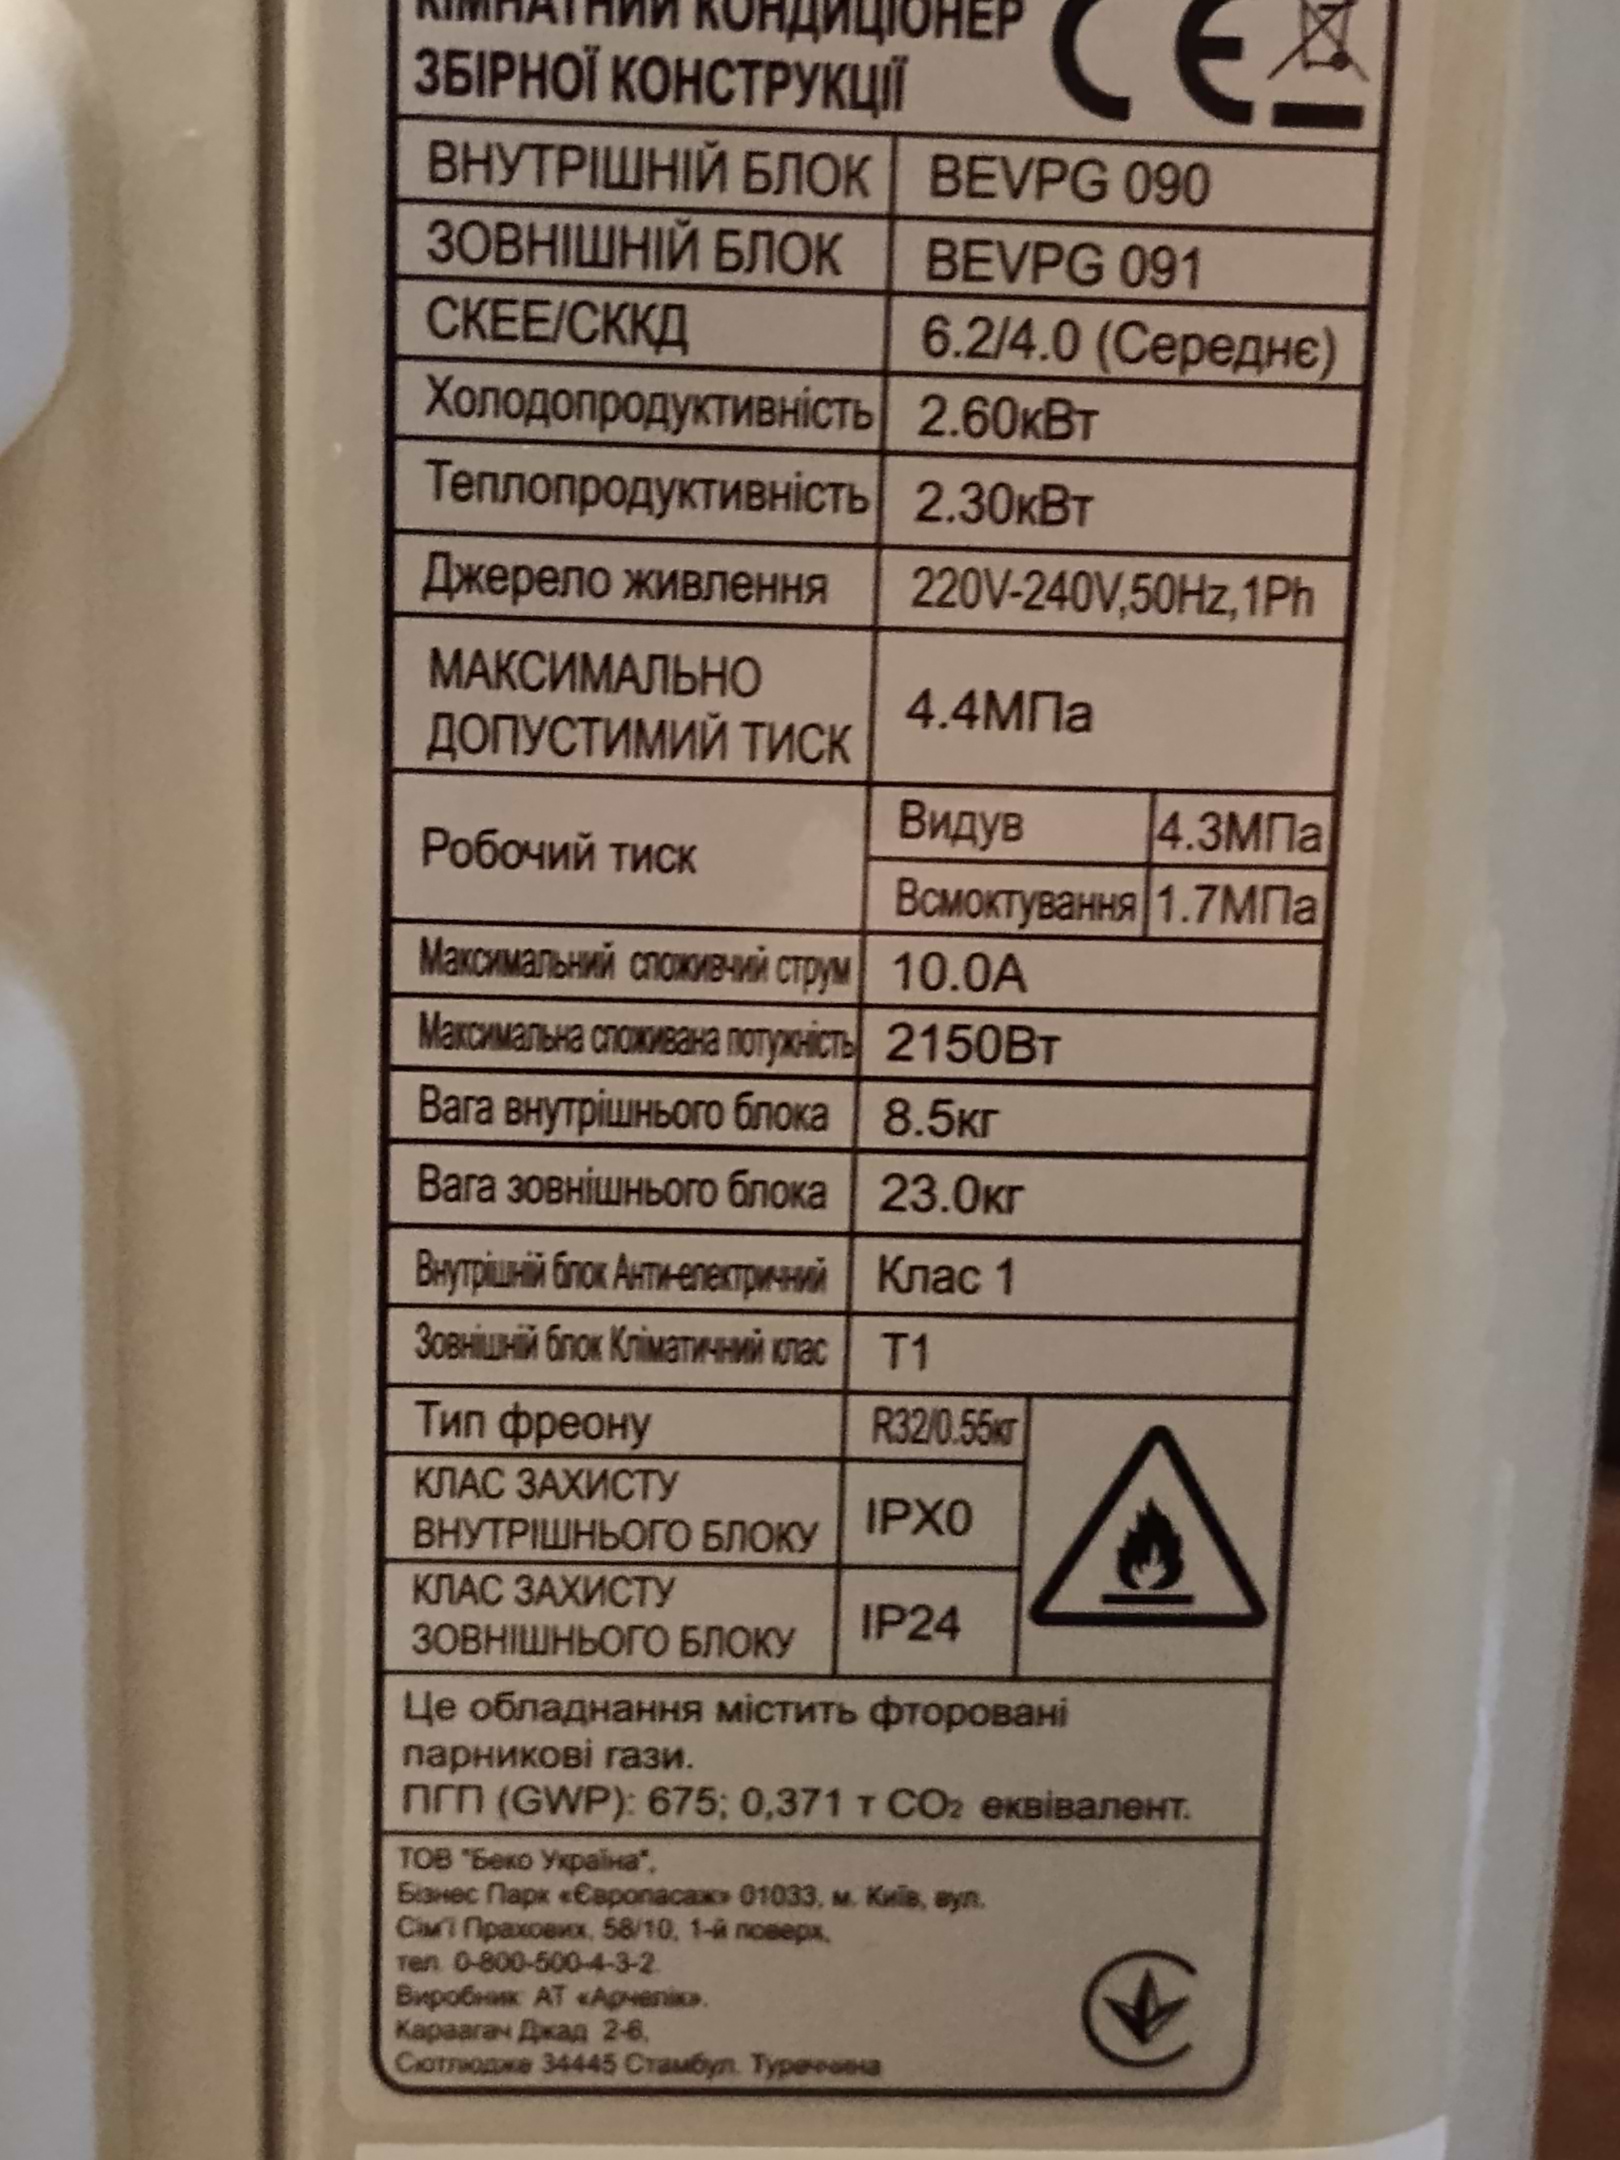 КІМНАТНИЙ КОНДИЦІОНЕР
ЗБІРНОЇ КОНСТРУКЦІЇ
CE
ВНУТРІШНІЙ БЛОК BEVPG 090
ЗОВНІШНІЙ БЛОК BEVPG 091
СКЕЕ/СККД 6.2/4.0 (Середнє)
Холодопродуктивність 2.60кВт
Теплопродуктивність 2.30кВт
Джерело живлення 220V-240V,50Hz,1Ph
МАКСИМАЛЬНО
ДОПУСТИМИЙ ТИСК 4.4МПа
Робочий тиск Видув 4.3МПа
Всмоктування 1.7МПа
Максимальний споживчий струм 10.0А
Максимальна споживана потужність 2150Вт
Вага внутрішнього блока 8.5кг
Вага зовнішнього блока 23.0кг
Внутрішній блок Анти-електричний Клас 1
Зовнішній блок Кліматичний клас T1
Тип фреону R32/0.55кг
КЛАС ЗАХИСТУ
ВНУТРІШНЬОГО БЛОКУ IPX0
КЛАС ЗАХИСТУ
ЗОВНІШНЬОГО БЛОКУ IP24
Це обладнання містить фторовані
парникові гази.
ПГП (GWP): 675; 0,371 т CO2 еквівалент.
ТОВ "Беко Україна",
Бізнес Парк «Європасаж» 01033, м. Київ, вул.
Сім'ї Прахових, 58/10, 1-й поверх,
тел. 0-800-500-4-3-2.
Виробник: АТ «Арчелік».
Караагач Джад. 2-6,
Сютлюдже 34445 Стамбул. Туреччина